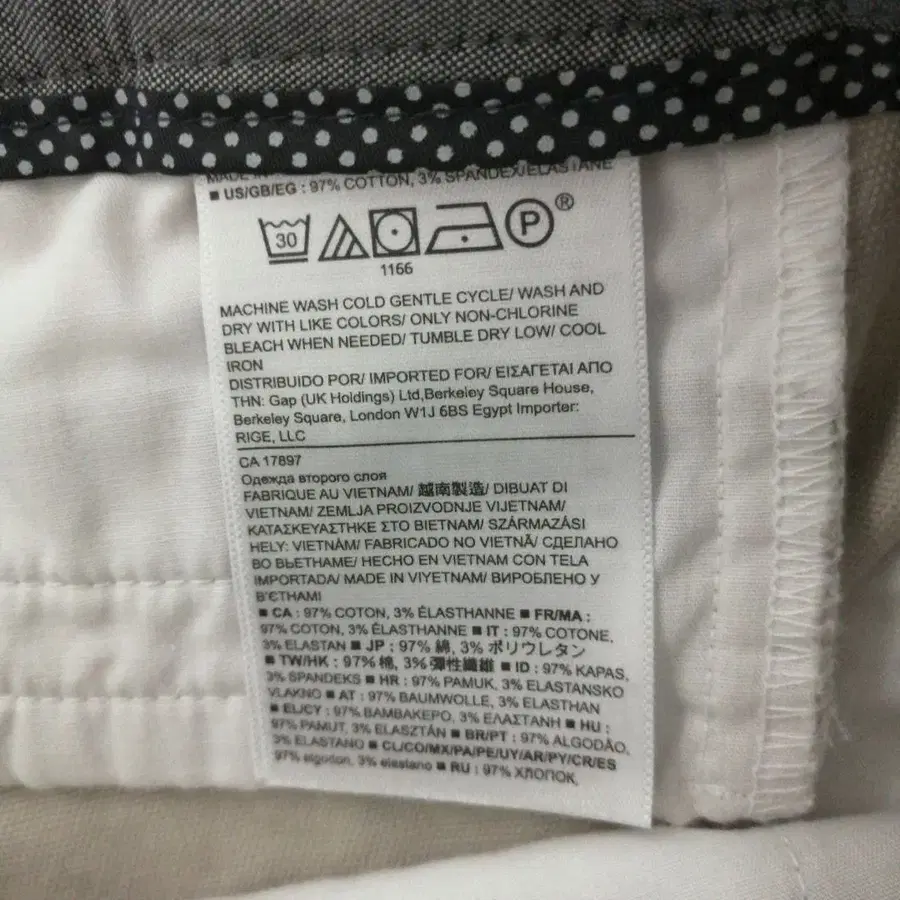 MADE IN
■ US/GB/EG : 97% COTTON, 3% SPANDEX/ELASTANE
30 P ®
1166
MACHINE WASH COLD GENTLE CYCLE/ WASH AND
DRY WITH LIKE COLORS/ ONLY NON-CHLORINE
BLEACH WHEN NEEDED/ TUMBLE DRY LOW/ COOL
IRON
DISTRIBUIDO POR/ IMPORTED FOR/ ΕΙΣΑΓΕΤΑΙ ΑΠΟ
ΤΗΝ: Gap (UK Holdings) Ltd,Berkeley Square House,
Berkeley Square, London W1J 6BS Egypt Importer:
RIGE, LLC
CA 17897
Одежда второго слоя
FABRIQUE AU VIETNAM/ 越南製造/ DIBUAT DI
VIETNAM/ ZEMLJA PROIZVODNJE VIJETNAM/
ΚΑΤΑΣΚΕΥΑΣΤΗΚΕ ΣΤΟ ΒΙΕΤΝΑΜ/ SZÁRMAZÁSI
HELY: VIETNÁM/ FABRICADO NO VIETNÃ/ СДЕЛАНО
ВО ВЬЕТНАМЕ/ HECHO EN VIETNAM CON TELA
IMPORTADA/ MADE IN VIYETNAM/ ВИРОБЛЕНО У
В'ЄТНАМІ
■ CA : 97% COTON, 3% ÉLASTHANNE ■ FR/MA :
97% COTON, 3% ÉLASTHANNE ■ IT : 97% COTONE,
3% ELASTAN ■ JP : 97% 綿, 3% ポリウレタン
■ TW/HK : 97% 棉, 3% 彈性纖維 ■ ID : 97% KAPAS,
3% SPANDEKS ■ HR : 97% PAMUK, 3% ELASTANSKO
VLAKNO ■ AT : 97% BAUMWOLLE, 3% ELASTHAN
■ EL/CY : 97% ΒΑΜΒΑΚΕΡΟ, 3% ΕΛΑΣΤΑΝΗ ■ HU :
97% PAMUT, 3% ELASZTÁN ■ BR/PT : 97% ALGODÃO,
3% ELASTANO ■ CL/CO/MX/PA/PE/UY/AR/PY/CR/ES
97% algodon, 3% elastano ■ RU : 97% ХЛОПОК,